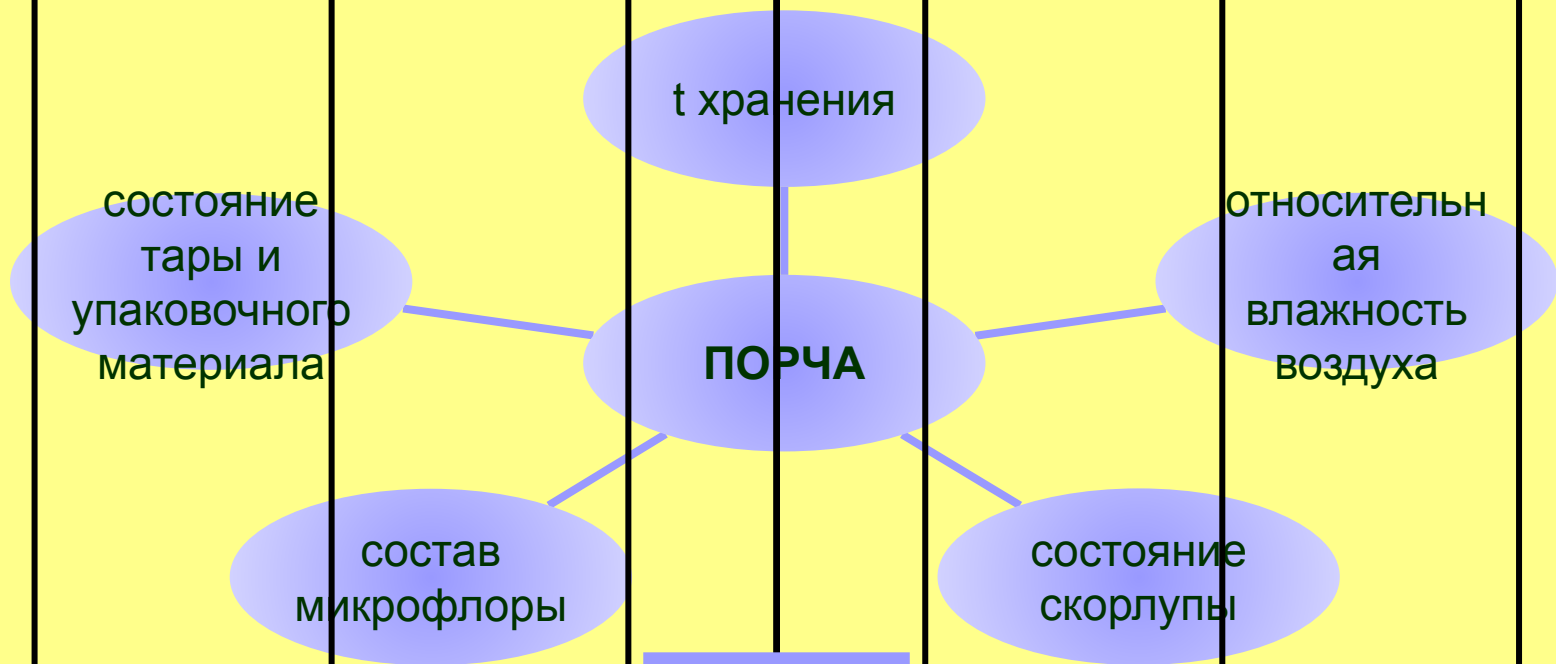 t хранения
состояние
тары и
упаковочного
материала
относительн
ая
влажность
воздуха
ПОРЧА
состав
микрофлоры
состояние
скорлупы